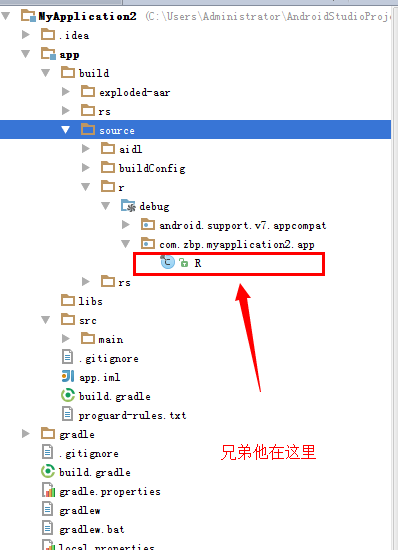 MyApplication2 (C:\Users\Administrator\AndroidStudioProj
.idea
app
build
exploded-aar
rs
source
aidl
buildConfig
r
debug
android.support.v7.appcompat
com.zbp.myapplication2.app
R
rs
libs
src
main
.gitignore
app.iml
build.gradle
proguard-rules.txt
gradle
.gitignore
build.gradle
gradle.properties
gradlew
gradlew.bat
local.properties
兄弟他在这里